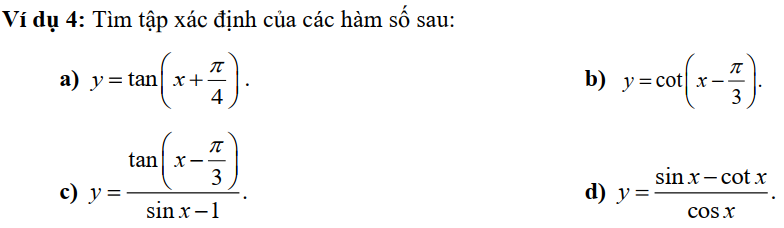 Ví dụ 4: Tìm tập xác định của các hàm số sau:
a) y = tan(x + π/4).
b) y = cot(x − π/3).
c) y = tan(x − π/3) / (sin x − 1).
d) y = (sin x − cot x) / cos x.